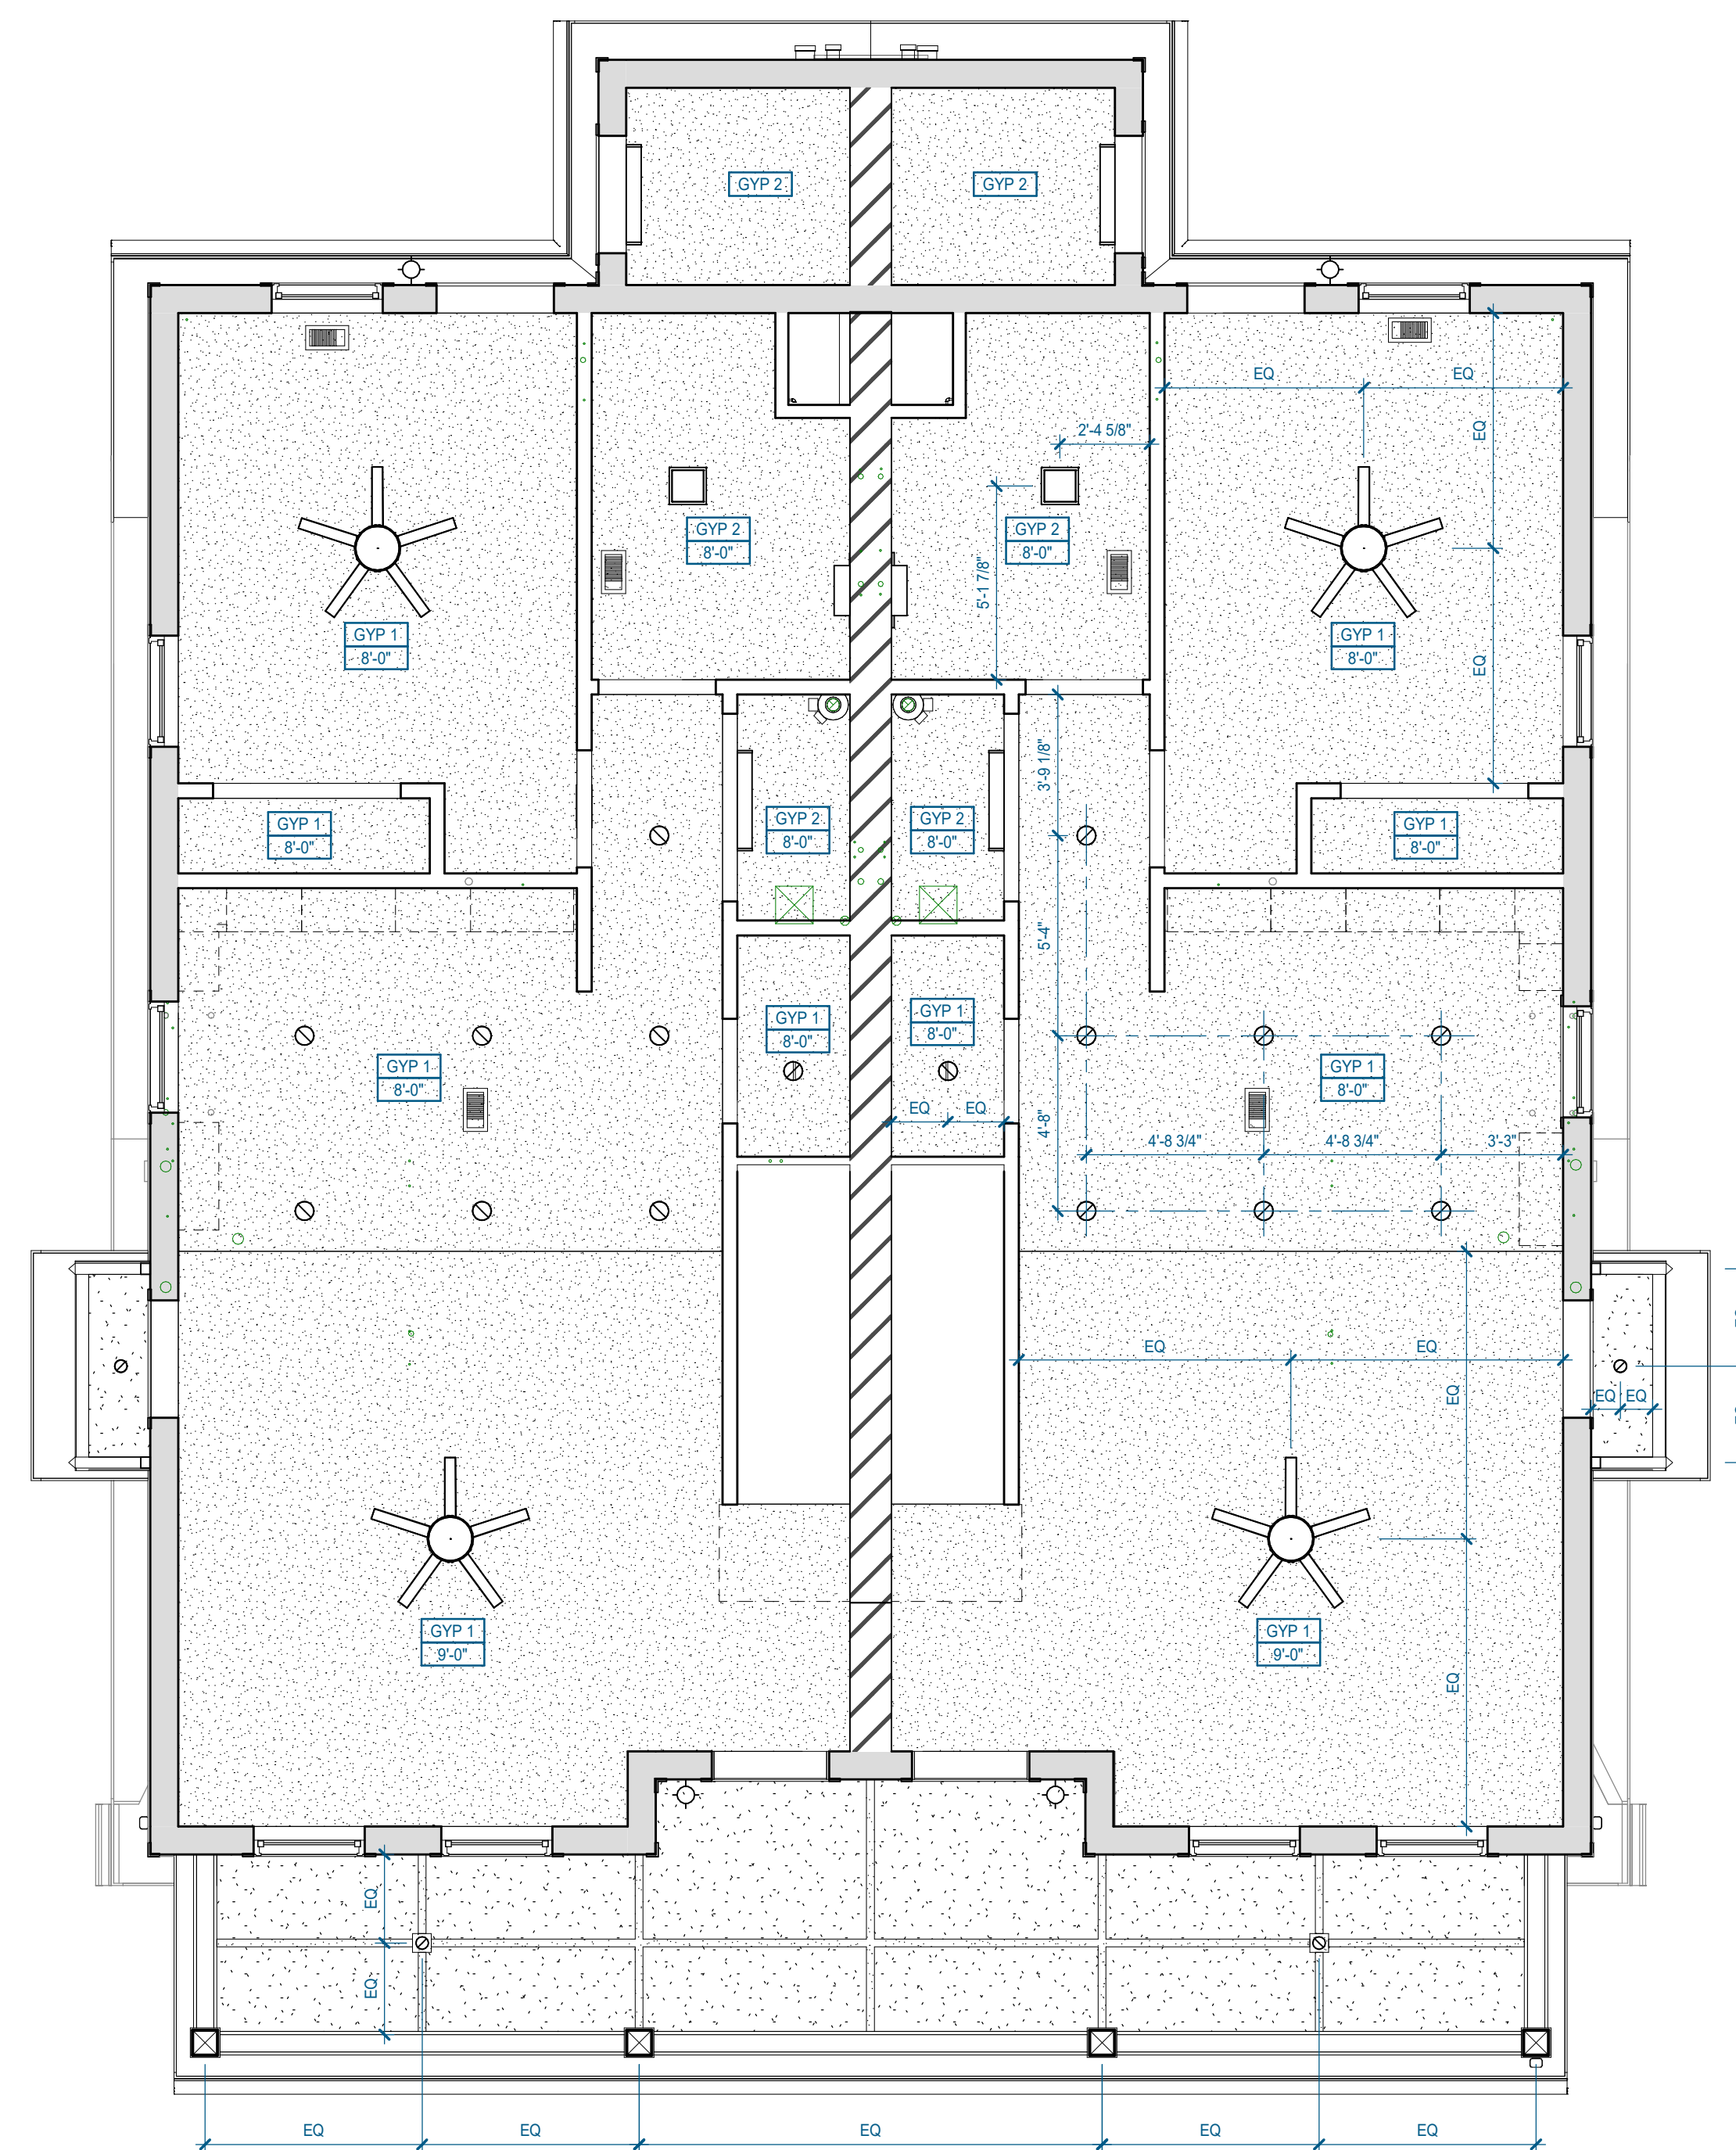 GYP 2
GYP 2
EQ
EQ
EQ
2'-4 5/8"
GYP 2
8'-0"
GYP 2
8'-0"
5'-1 7/8"
GYP 1
8'-0"
GYP 1
8'-0"
EQ
3'-9 1/8"
GYP 1
8'-0"
GYP 2
8'-0"
GYP 2
8'-0"
GYP 1
8'-0"
5'-4"
GYP 1
8'-0"
GYP 1
8'-0"
GYP 1
8'-0"
GYP 1
8'-0"
EQ
EQ
4'-8"
4'-8 3/4"
4'-8 3/4"
3'-3"
EQ
EQ
EQ
EQ
EQ
GYP 1
9'-0"
GYP 1
9'-0"
EQ
EQ
EQ
EQ
EQ
EQ
EQ
EQ